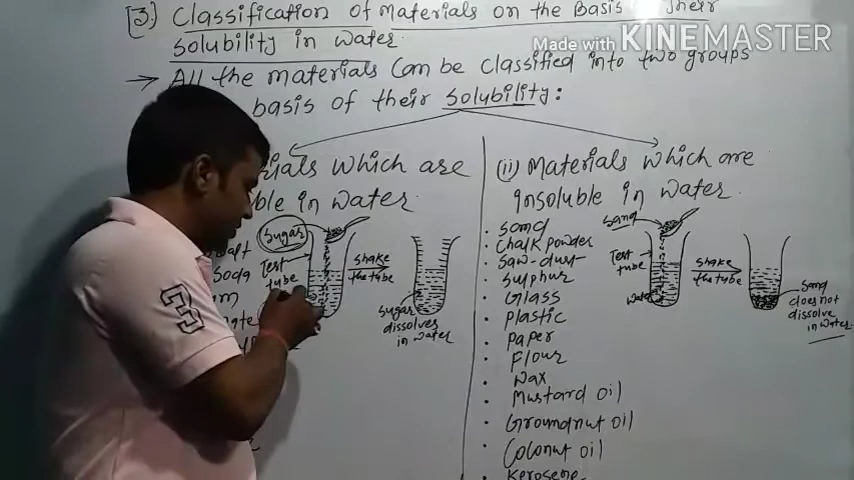 [3.] Classification of materials on the Basis Their
solubility in water
Made with KINEMASTER
→ All the materials can be classified into two groups
basis of their solubility:
ials which are
ble in water.
Sugar
Test
tube
shake
the tube
Sugar
dissolves
in water
Soda
3
(ii) materials which are
insoluble in water.
• Sand
• Chalk powder
• Saw-dust
• Sulphur
• Glass
• Plastic
• Paper
• Flour
• Wax
• Mustard oil
• Groundnut oil
• Coconut oil
• Kerosene
Sand
Test
tube
water
shake
the tube
Sand
does not
dissolve
in water